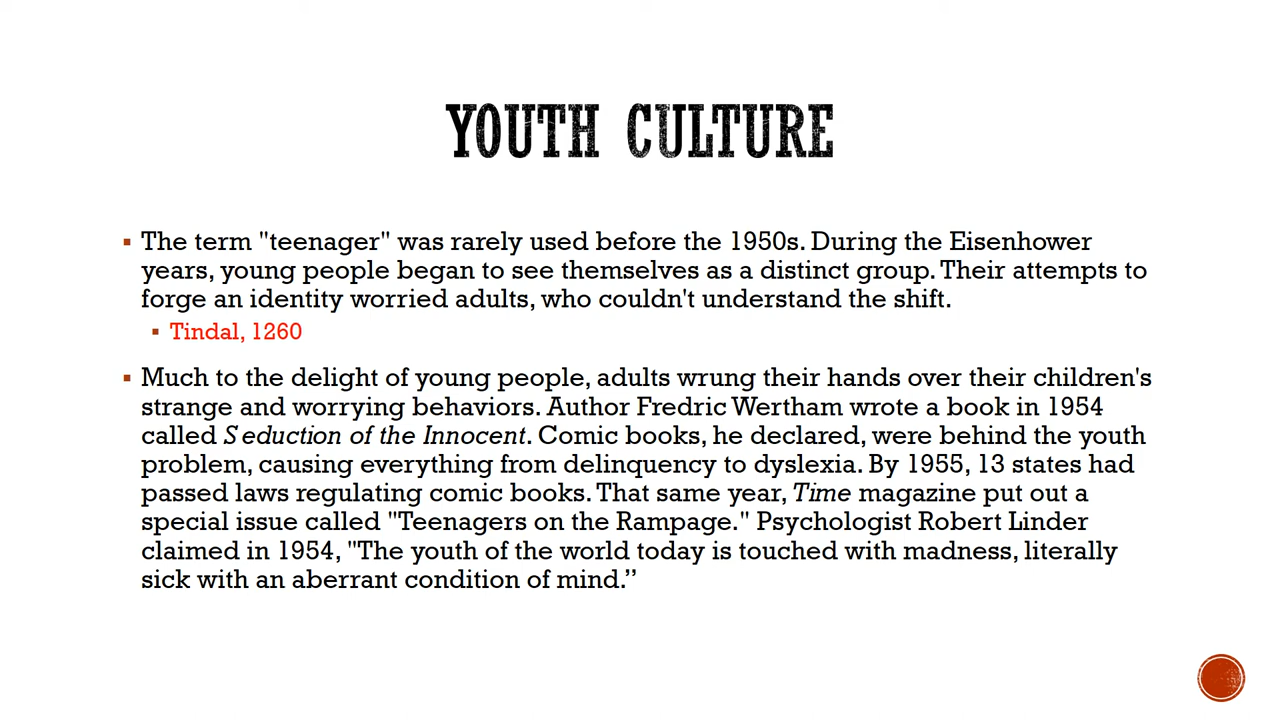 YOUTH CULTURE
The term "teenager" was rarely used before the 1950s. During the Eisenhower
years, young people began to see themselves as a distinct group. Their attempts to
forge an identity worried adults, who couldn't understand the shift.
Tindal, 1260
Much to the delight of young people, adults wrung their hands over their children's
strange and worrying behaviors. Author Fredric Wertham wrote a book in 1954
called Seduction of the Innocent. Comic books, he declared, were behind the youth
problem, causing everything from delinquency to dyslexia. By 1955, 13 states had
passed laws regulating comic books. That same year, Time magazine put out a
special issue called "Teenagers on the Rampage." Psychologist Robert Linder
claimed in 1954, "The youth of the world today is touched with madness, literally
sick with an aberrant condition of mind.”